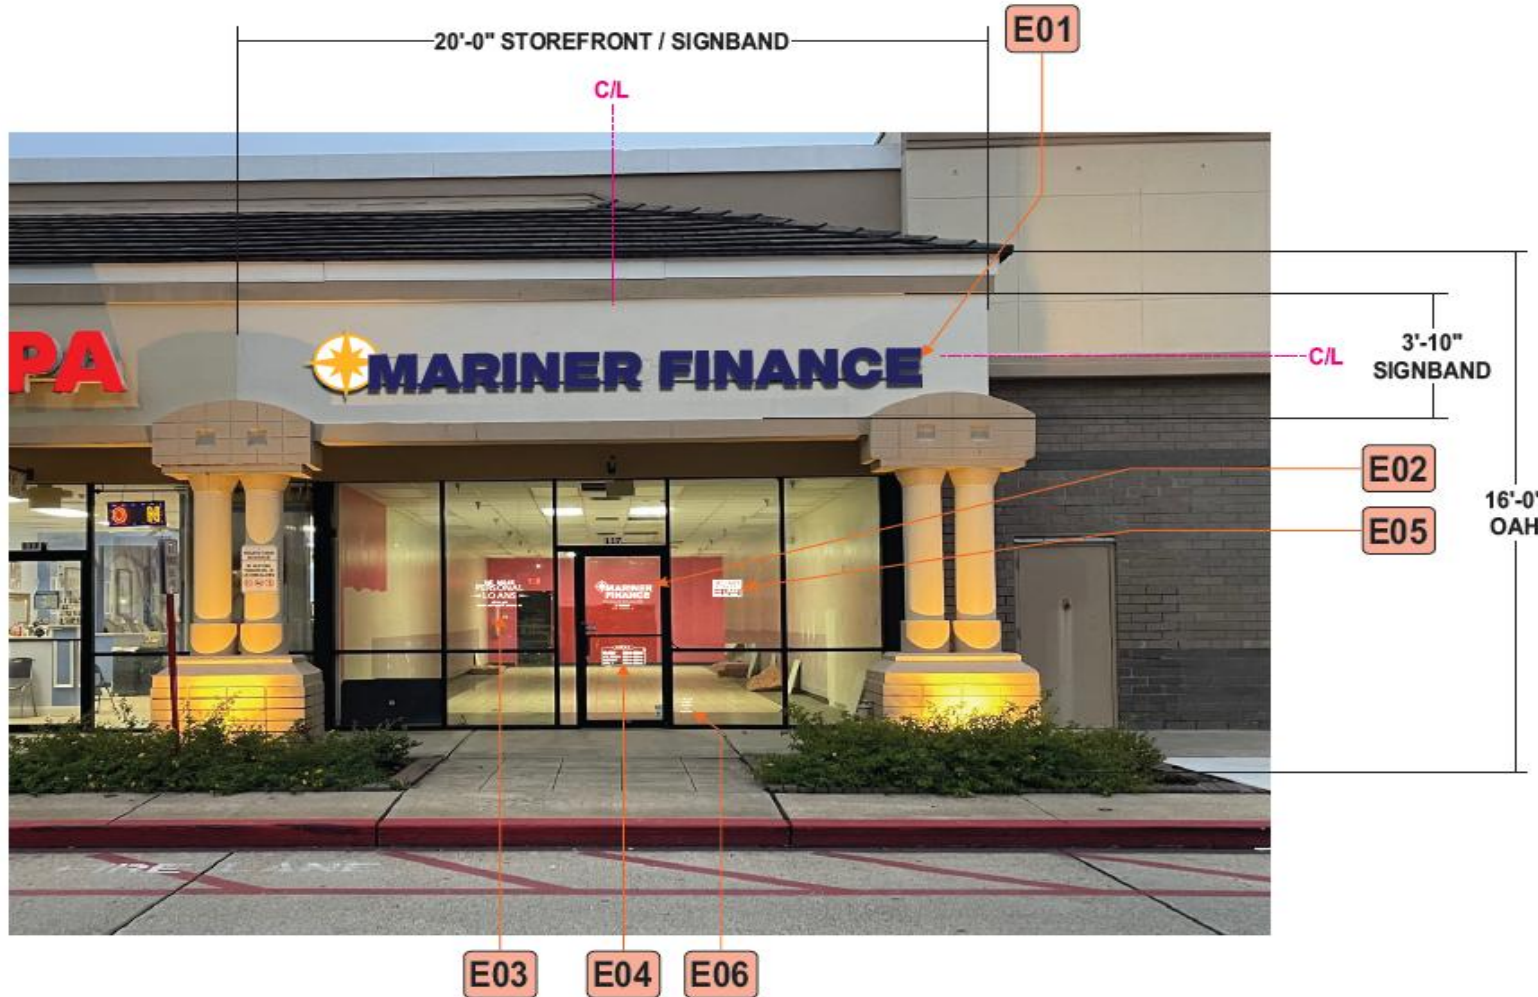 E01
20'-0" STOREFRONT / SIGNBAND
C/L
PA
MARINER FINANCE
C/L
3'-10"
SIGNBAND
E02
16'-0"
OAH
E05
117
PERSONAL
LOANS
MARINER
FINANCE
E03
E04
E06